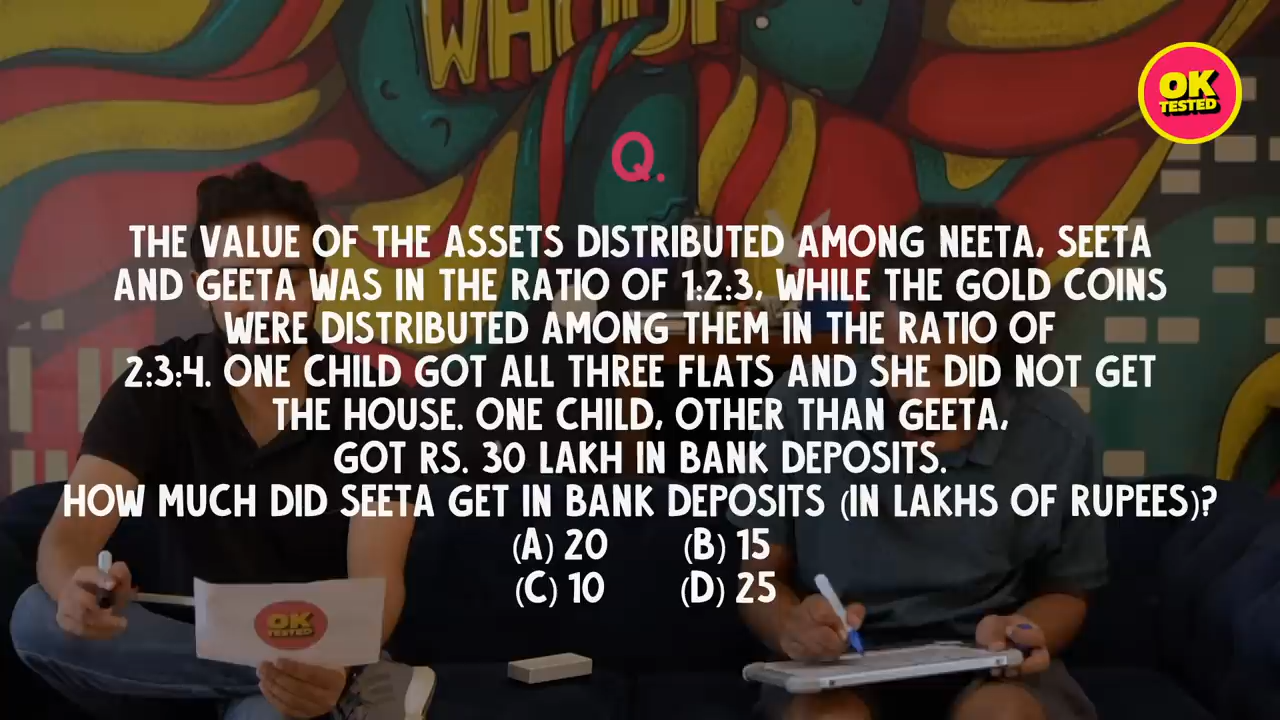 WHOOP
OK
TESTED
Q.
THE VALUE OF THE ASSETS DISTRIBUTED AMONG NEETA, SEETA
AND GEETA WAS IN THE RATIO OF 1:2:3, WHILE THE GOLD COINS
WERE DISTRIBUTED AMONG THEM IN THE RATIO OF
2:3:4. ONE CHILD GOT ALL THREE FLATS AND SHE DID NOT GET
THE HOUSE. ONE CHILD, OTHER THAN GEETA,
GOT RS. 30 LAKH IN BANK DEPOSITS.
HOW MUCH DID SEETA GET IN BANK DEPOSITS (IN LAKHS OF RUPEES)?
(A) 20 (B) 15
(C) 10 (D) 25
OK
TESTED